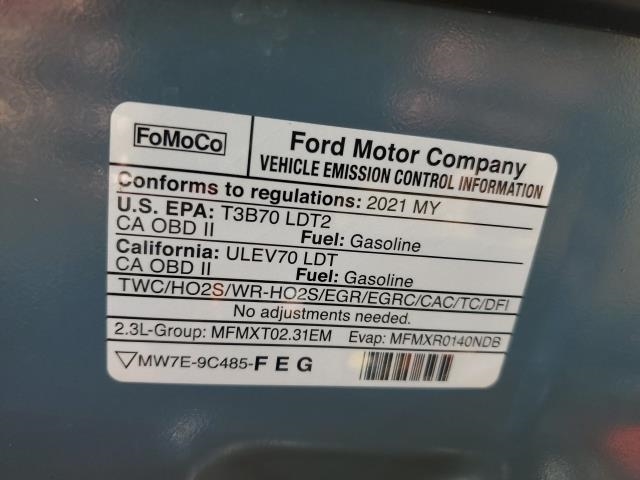 FoMoCo
Ford Motor Company
VEHICLE EMISSION CONTROL INFORMATION
Conforms to regulations: 2021 MY
U.S. EPA: T3B70 LDT2
CA OBD II Fuel: Gasoline
California: ULEV70 LDT
CA OBD II Fuel: Gasoline
TWC/HO2S/WR-HO2S/EGR/EGRC/CAC/TC/DFI
No adjustments needed.
2.3L-Group: MFMXT02.31EM Evap: MFMXR0140NDB
MW7E-9C485-F E G